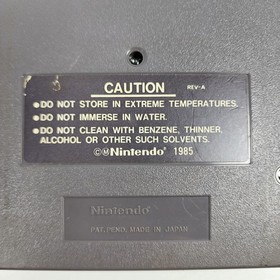 CAUTION REV-A
●DO NOT STORE IN EXTREME TEMPERATURES.
●DO NOT IMMERSE IN WATER.
●DO NOT CLEAN WITH BENZENE, THINNER,
ALCOHOL OR OTHER SUCH SOLVENTS.
©ⓂNintendo® 1985
Nintendo®
PAT. PEND. MADE IN JAPAN